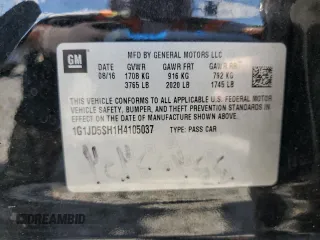 GM
MFD BY GENERAL MOTORS LLC
DATE 08/16 GVWR 1708 KG 3765 LB GAWR FRT 916 KG 2020 LB GAWR RR 792 KG 1745 LB
THIS VEHICLE CONFORMS TO ALL APPLICABLE U.S. FEDERAL MOTOR
VEHICLE SAFETY, BUMPER, AND THEFT PREVENTION STANDARDS
IN EFFECT ON THE DATE OF MANUFACTURE SHOWN ABOVE.
1G1JD5SH1H4105037 TYPE: PASS CAR
©DREAMBID